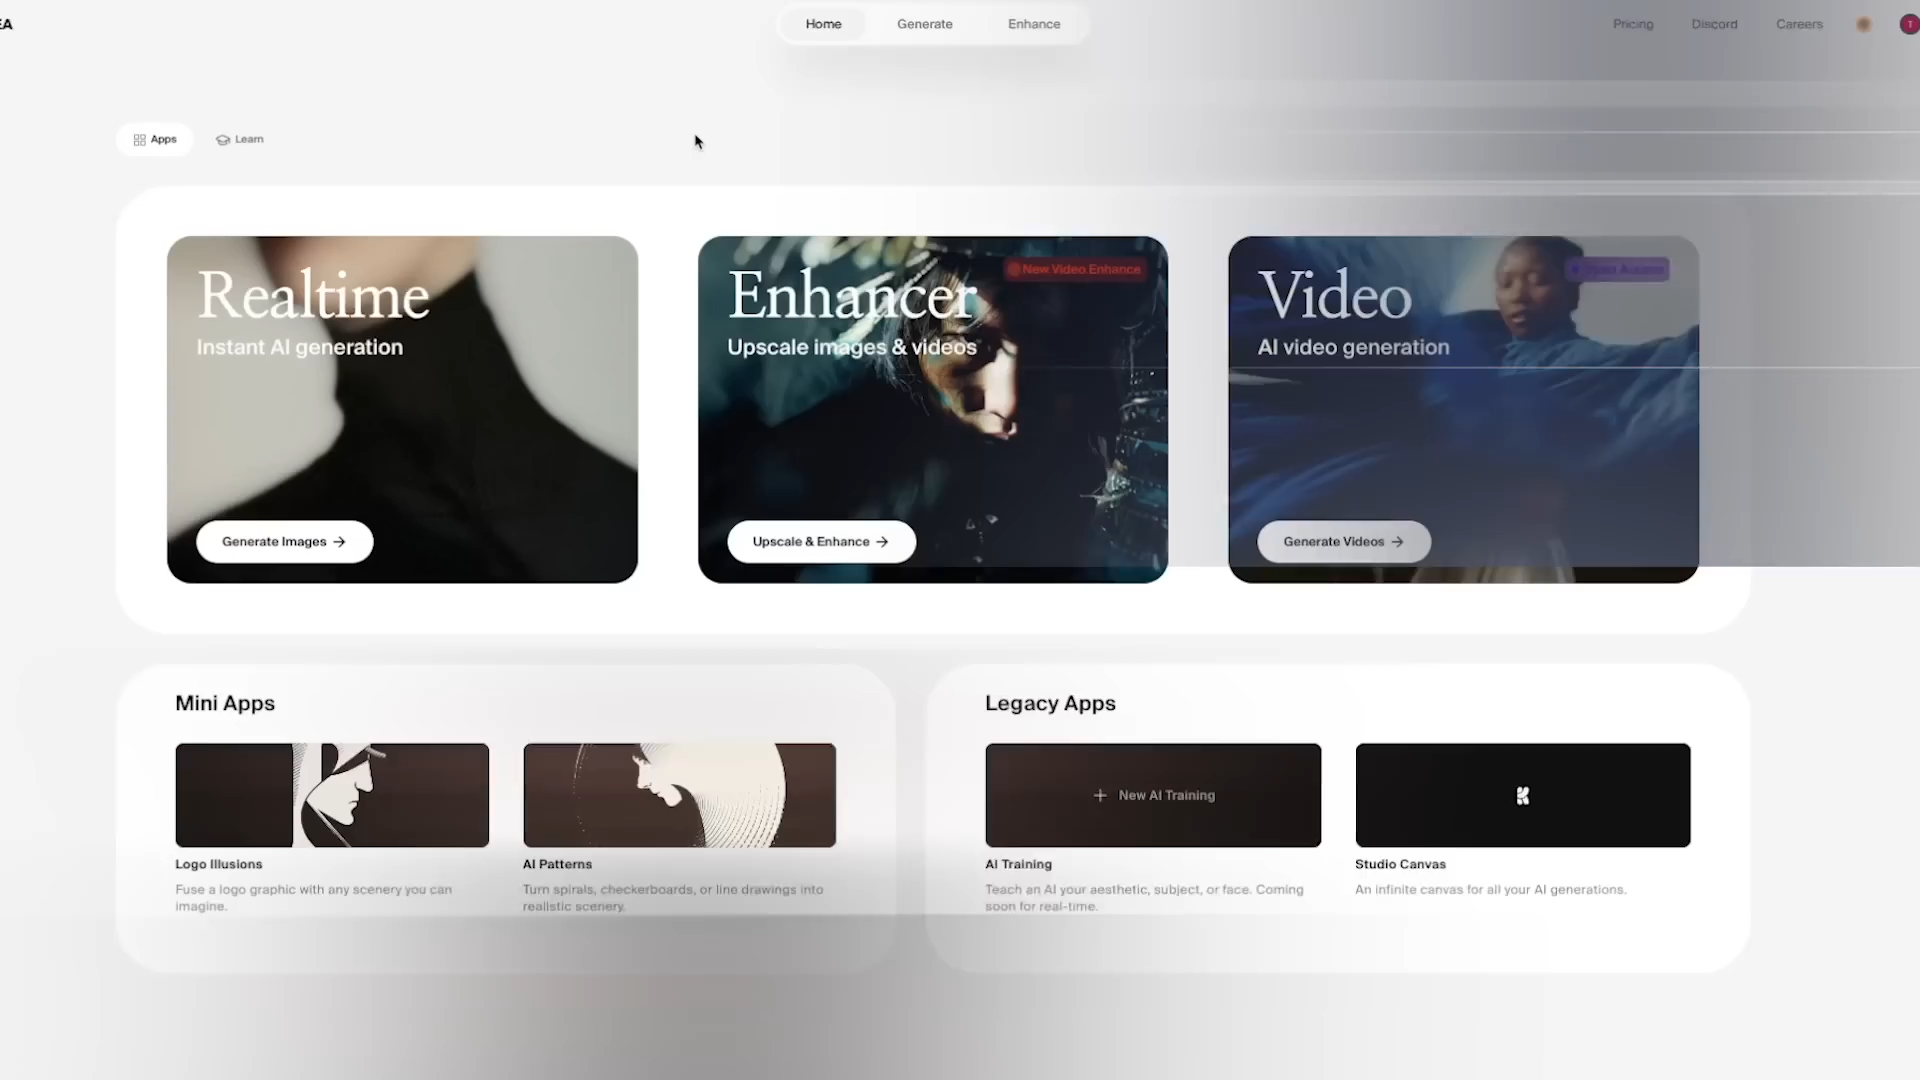 EA
Home
Generate
Enhance
Pricing
Discord
Careers
T
Apps
Learn
Realtime
Instant AI generation
Generate Images →
New Video Enhance
Enhancer
Upscale images & videos
Upscale & Enhance →
Video
AI video generation
Generate Videos →
Mini Apps
Logo Illusions
Fuse a logo graphic with any scenery you can
imagine.
AI Patterns
Turn spirals, checkerboards, or line drawings into
realistic scenery.
Legacy Apps
+ New AI Training
AI Training
Teach an AI your aesthetic, subject, or face. Coming
soon for real-time.
Studio Canvas
An infinite canvas for all your AI generations.